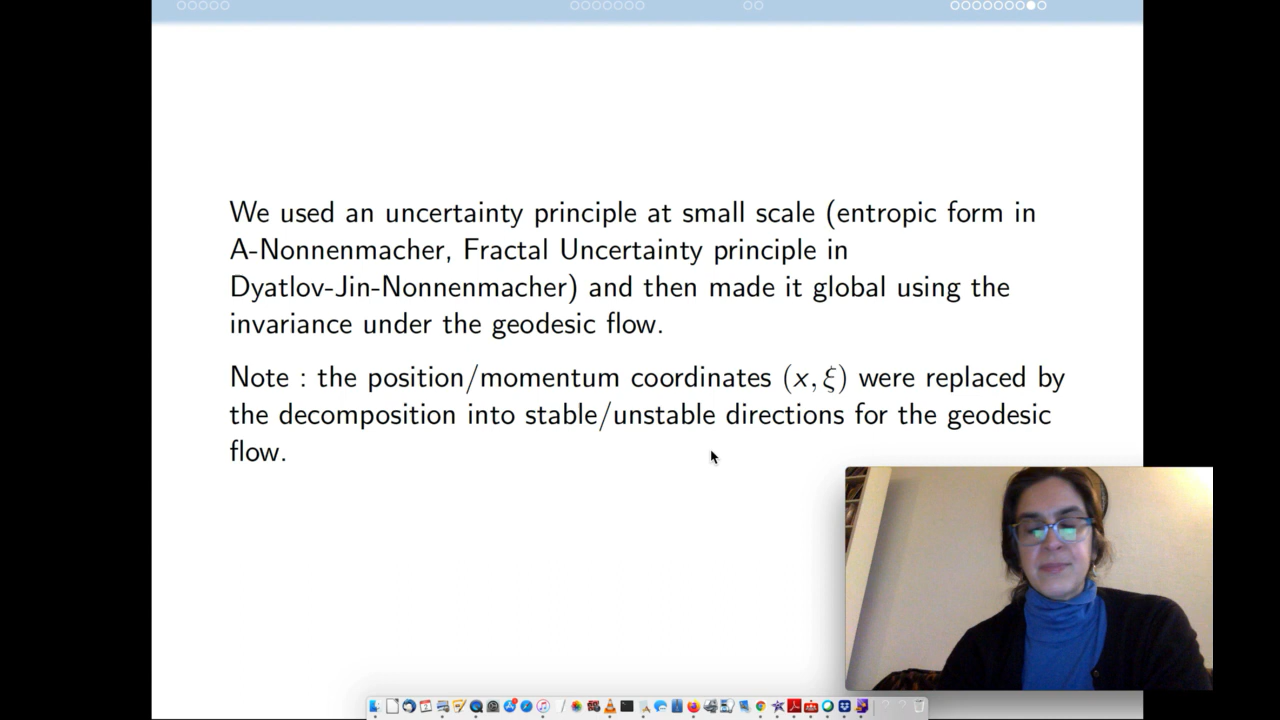 We used an uncertainty principle at small scale (entropic form in
A-Nonnenmacher, Fractal Uncertainty principle in
Dyatlov-Jin-Nonnenmacher) and then made it global using the
invariance under the geodesic flow.
Note : the position/momentum coordinates (x, ξ) were replaced by
the decomposition into stable/unstable directions for the geodesic
flow.